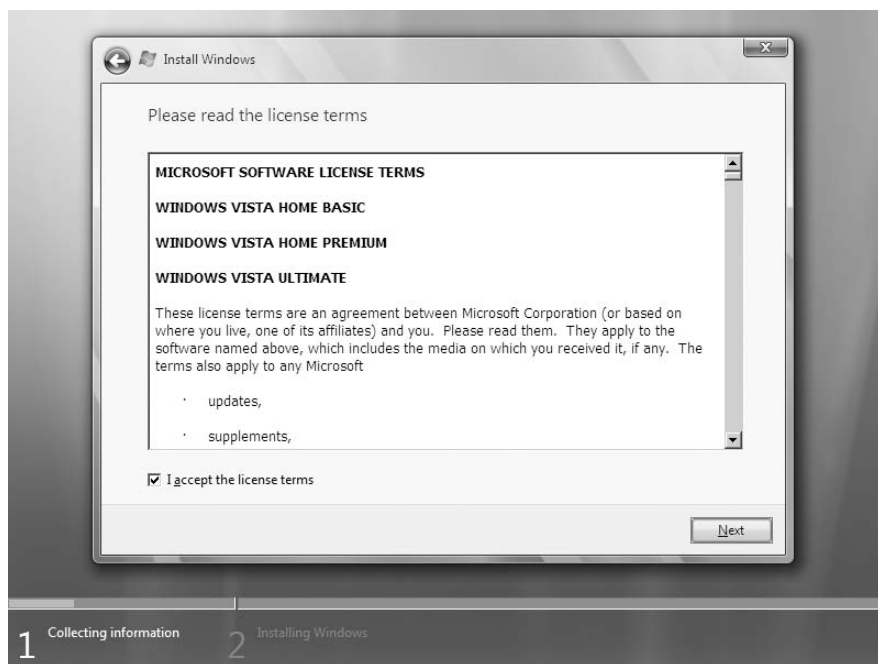 Install Windows
Please read the license terms
MICROSOFT SOFTWARE LICENSE TERMS
WINDOWS VISTA HOME BASIC
WINDOWS VISTA HOME PREMIUM
WINDOWS VISTA ULTIMATE
These license terms are an agreement between Microsoft Corporation (or based on
where you live, one of its affiliates) and you.  Please read them.  They apply to the
software named above, which includes the media on which you received it, if any.  The
terms also apply to any Microsoft
· updates,
· supplements,
I accept the license terms
Next
1 Collecting information
2 Installing Windows